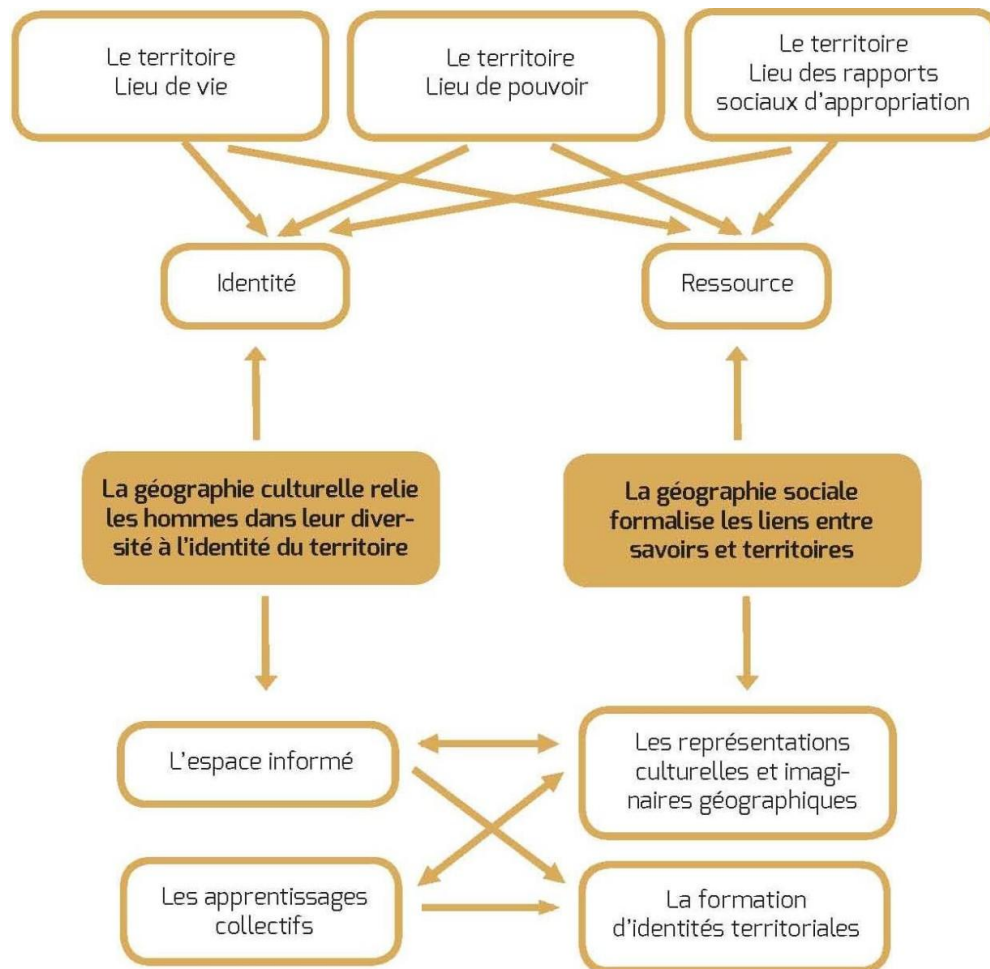 Le territoire
Lieu de vie
Le territoire
Lieu de pouvoir
Le territoire
Lieu des rapports
sociaux d'appropriation
Identité
Ressource
La géographie culturelle relie
les hommes dans leur diver-
sité à l'identité du territoire
La géographie sociale
formalise les liens entre
savoirs et territoires
L'espace informé
Les représentations
culturelles et imagi-
naires géographiques
Les apprentissages
collectifs
La formation
d'identités territoriales